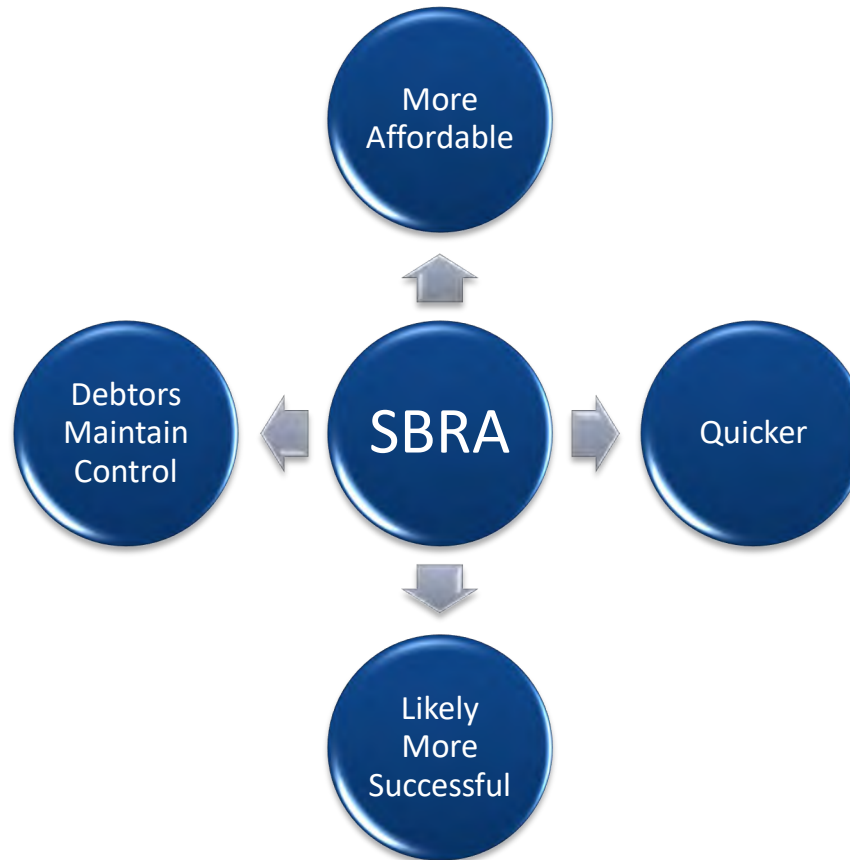 More
Affordable
Debtors
Maintain
Control
SBRA
Quicker
Likely
More
Successful